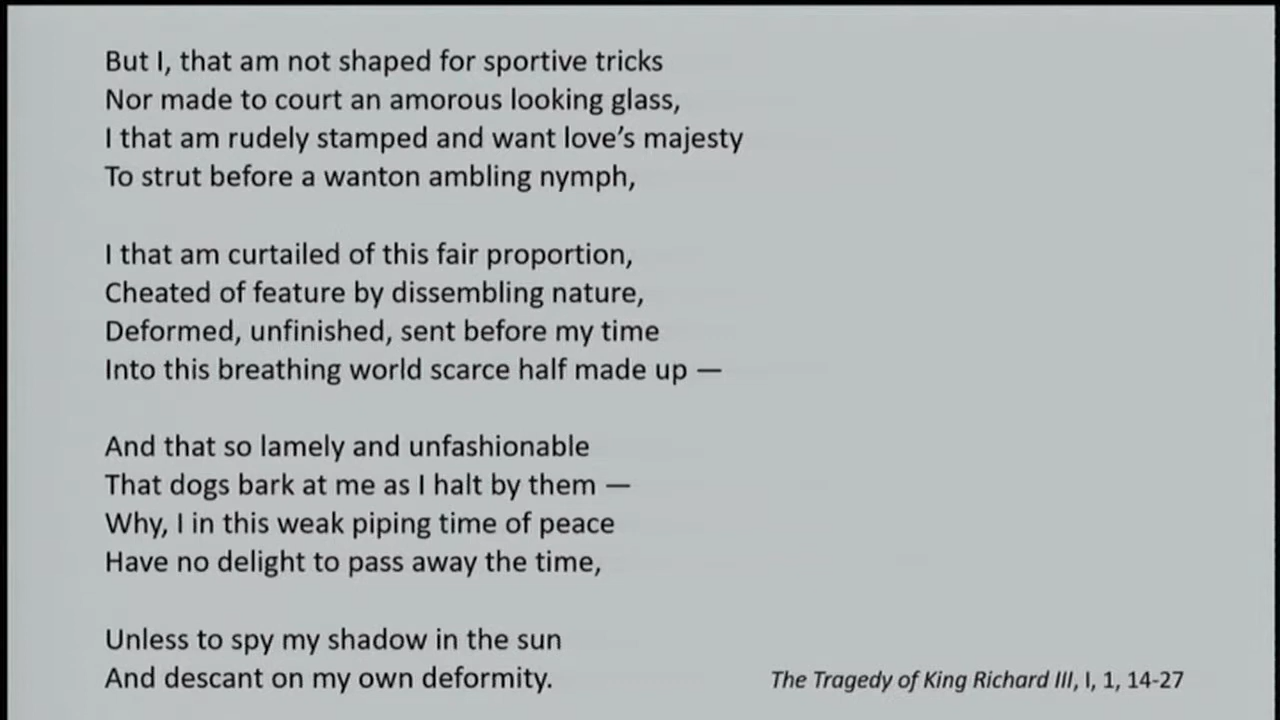 But I, that am not shaped for sportive tricks
Nor made to court an amorous looking glass,
I that am rudely stamped and want love’s majesty
To strut before a wanton ambling nymph,
I that am curtailed of this fair proportion,
Cheated of feature by dissembling nature,
Deformed, unfinished, sent before my time
Into this breathing world scarce half made up —
And that so lamely and unfashionable
That dogs bark at me as I halt by them —
Why, I in this weak piping time of peace
Have no delight to pass away the time,
Unless to spy my shadow in the sun
And descant on my own deformity.
The Tragedy of King Richard III, I, 1, 14-27